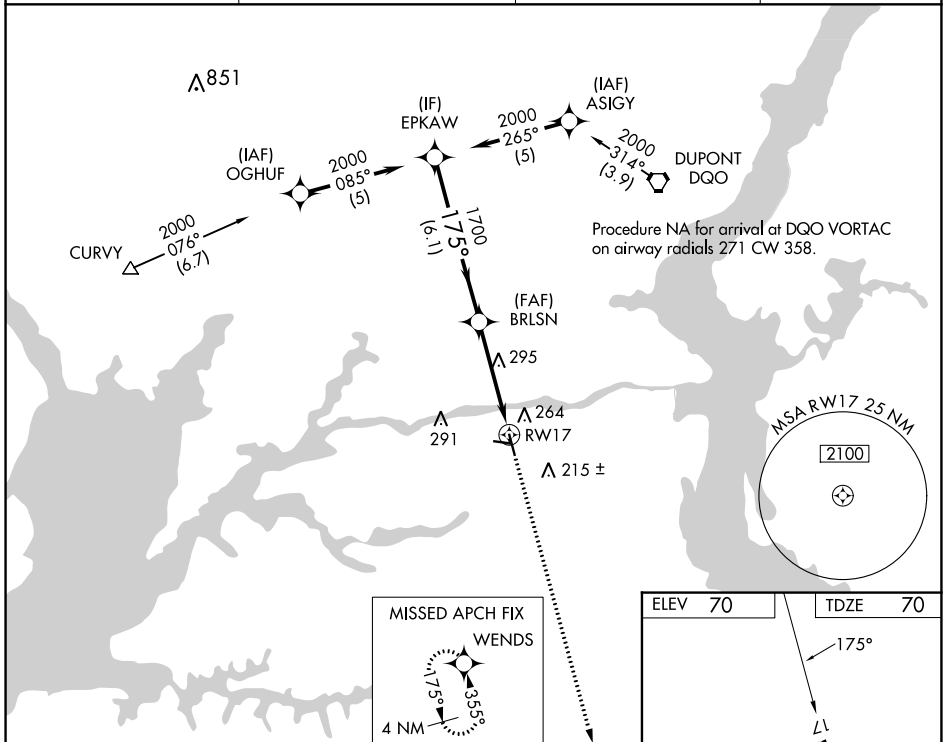 851
(IAF)
ASIGY
(IF)
EPKAW
2000
265°
(5)
2000
314°
(3.9)
DUPONT
DQO
(IAF)
OGHUF
2000
085°
(5)
Procedure NA for arrival at DQO VORTAC
on airway radials 271 CW 358.
CURVY
2000
076°
(6.7)
1700
175°
(6.1)
(FAF)
BRLSN
295
264
291
RW17
215 ±
MSA RW17 25 NM
2100
MISSED APCH FIX
WENDS
175°
355°
4 NM
ELEV 70
TDZE 70
175°
17